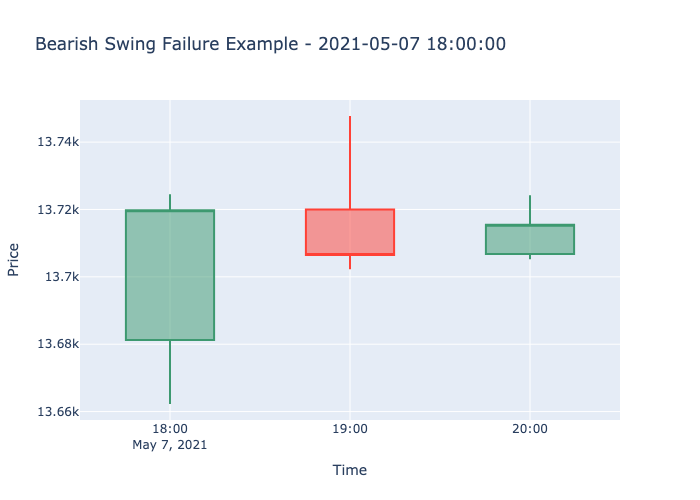 Bearish Swing Failure Example - 2021-05-07 18:00:00
13.74k
13.72k
13.7k
13.68k
13.66k
Price
18:00
May 7, 2021
19:00
20:00
Time